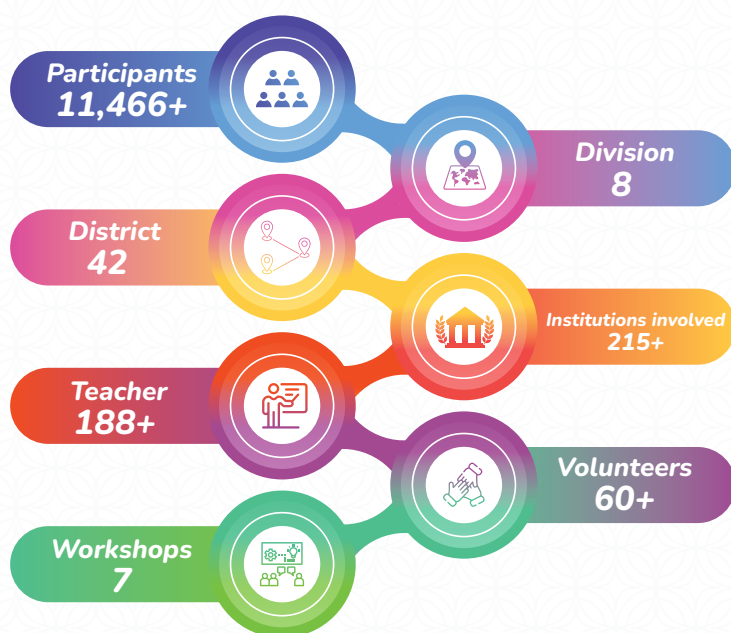 Participants
11,466+
Division
8
District
42
Institutions involved
215+
Teacher
188+
Volunteers
60+
Workshops
7